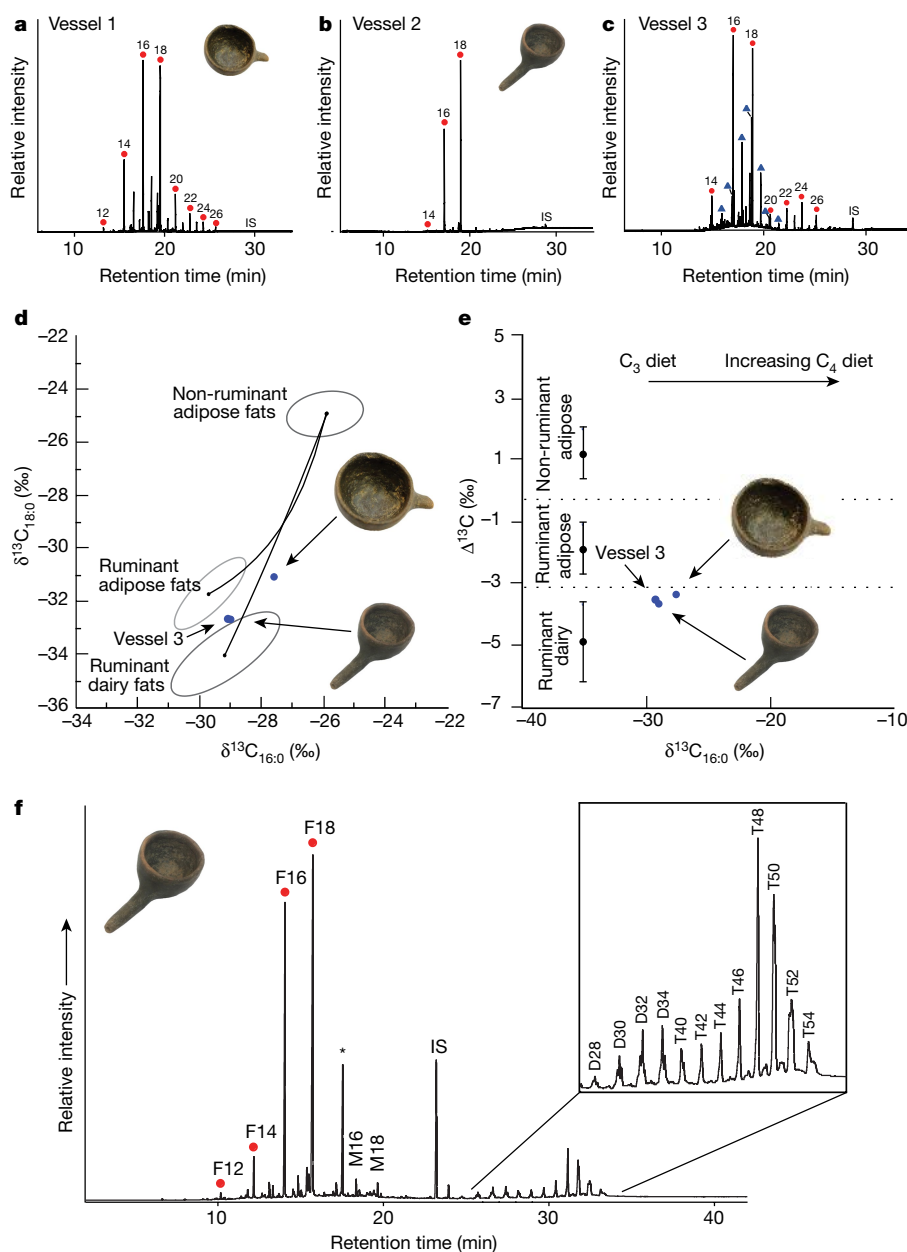 a Vessel 1
Relative intensity
12
14
16
18
20
22
24
26
IS
10 20 30
Retention time (min)
b Vessel 2
Relative intensity
14
16
18
IS
10 20 30
Retention time (min)
c Vessel 3
Relative intensity
14
16
18
20
22
24
26
IS
10 20 30
Retention time (min)
d
δ¹³C₁₈:₀ (‰)
−22
−24
−26
−28
−30
−32
−34
−36
Non-ruminant
adipose fats
Ruminant
adipose fats
Vessel 3
Ruminant
dairy fats
−34 −32 −30 −28 −26 −24 −22
δ¹³C₁₆:₀ (‰)
e
Δ¹³C (‰)
5
3
1
−1
−3
−5
−7
C₃ diet
Increasing C₄ diet
Non-ruminant
adipose
Ruminant
adipose
Ruminant
dairy
Vessel 3
−40 −30 −20 −10
δ¹³C₁₆:₀ (‰)
f
Relative intensity
F12
F14
F16
F18
*
M16
M18
IS
D28
D30
D32
D34
T40
T42
T44
T46
T48
T50
T52
T54
10 20 30 40
Retention time (min)